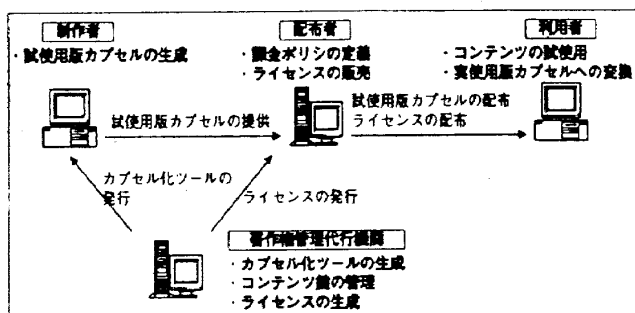 制作者
・試使用版カプセルの生成
配布者
・課金ポリシの定義
・ライセンスの販売
利用者
・コンテンツの試使用
・実使用版カプセルへの変換
試使用版カプセルの提供
試使用版カプセルの配布
ライセンスの配布
カプセル化ツールの
発行
ライセンスの発行
著作権管理代行機関
・カプセル化ツールの生成
・コンテンツ鍵の管理
・ライセンスの生成